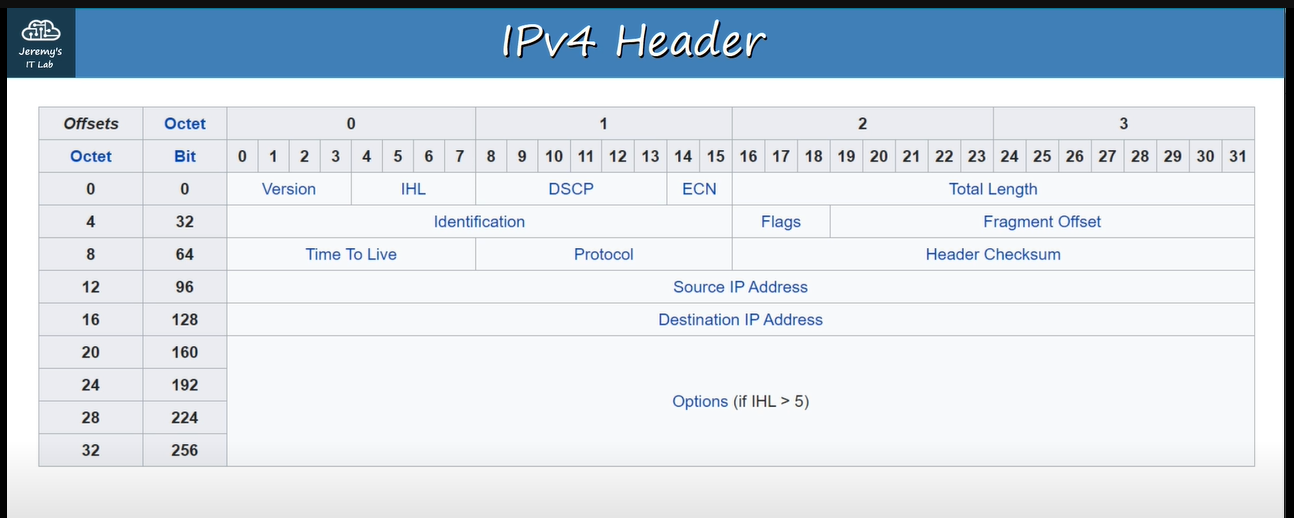 Jeremy's
IT Lab
IPv4 Header
Offsets Octet 0 1 2 3
Octet Bit 0 1 2 3 4 5 6 7 8 9 10 11 12 13 14 15 16 17 18 19 20 21 22 23 24 25 26 27 28 29 30 31
0 0 Version IHL DSCP ECN Total Length
4 32 Identification Flags Fragment Offset
8 64 Time To Live Protocol Header Checksum
12 96 Source IP Address
16 128 Destination IP Address
20 160
24 192
Options (if IHL > 5)
28 224
32 256